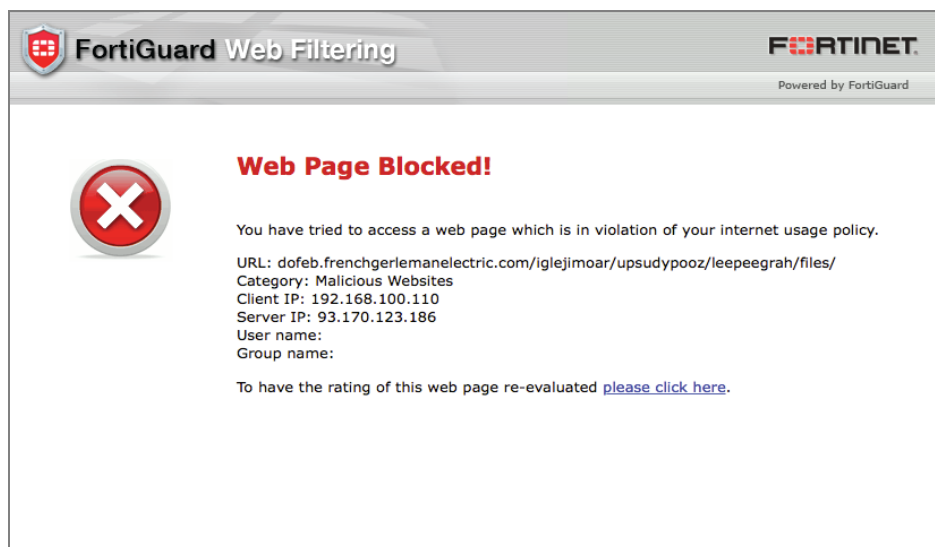 FortiGuard Web Filtering
FORTINET
Powered by FortiGuard
Web Page Blocked!
You have tried to access a web page which is in violation of your internet usage policy.
URL: dofeb.frenchgerlemanelectric.com/iglejimoar/upsudypooz/leepeegrah/files/
Category: Malicious Websites
Client IP: 192.168.100.110
Server IP: 93.170.123.186
User name:
Group name:
To have the rating of this web page re-evaluated please click here.